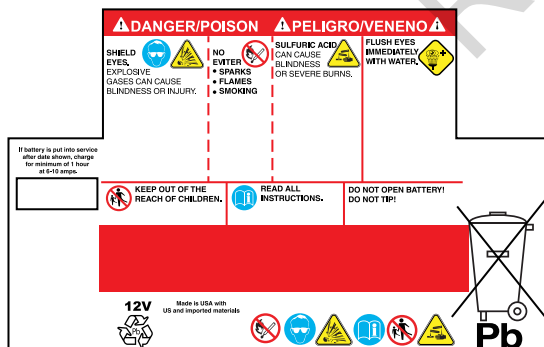 DANGER/POISON
PELIGRO/VENENO
SHIELD
EYES.
EXPLOSIVE
GASES CAN CAUSE
BLINDNESS OR INJURY.
NO
EVITER
• SPARKS
• FLAMES
• SMOKING
SULFURIC ACID
CAN CAUSE
BLINDNESS
OR SEVERE BURNS.
FLUSH EYES
IMMEDIATELY
WITH WATER.
If battery is put into service
after date shown, charge
for minimum of 1 hour
at 6-10 amps.
KEEP OUT OF THE
REACH OF CHILDREN.
READ ALL
INSTRUCTIONS.
DO NOT OPEN BATTERY!
DO NOT TIP!
12V
Pb
Made is USA with
US and imported materials
Pb